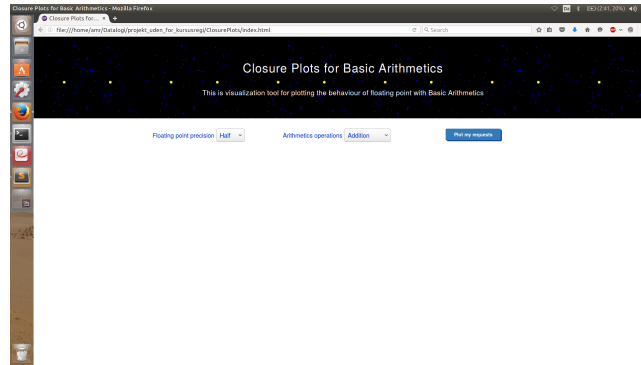 Closure Plots for Basic Arithmetics - Mozilla Firefox
Da (2:41, 20%)
Closure Plots for... × +
file:///home/amr/Datalogi/projekt_uden_for_kursusregi/ClosurePlots/index.html
Search
Closure Plots for Basic Arithmetics
This is visualization tool for plotting the behaviour of floating point with Basic Arithmetics
Floating point precision Half Arithmetics operations Addition Plot my requests